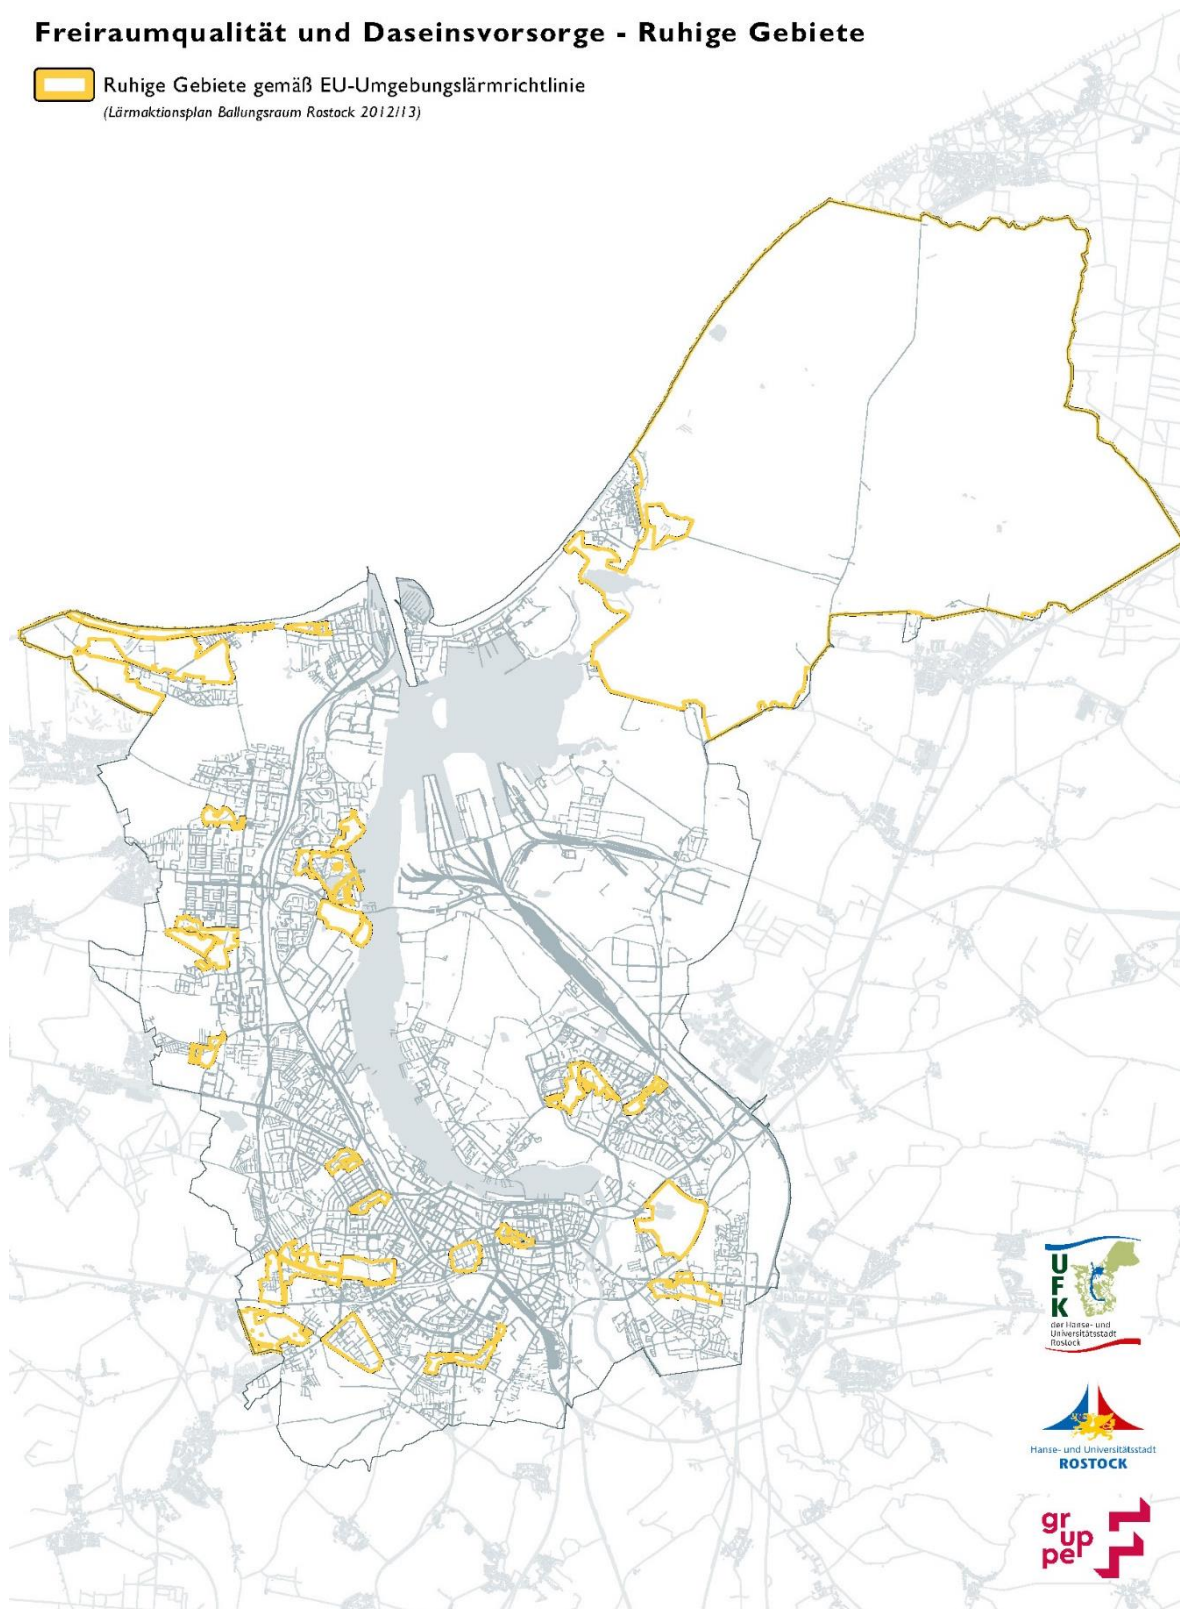 Freiraumqualität und Daseinsvorsorge - Ruhige Gebiete
Ruhige Gebiete gemäß EU-Umgebungslärmrichtlinie
(Lärmaktionsplan Ballungsraum Rostock 2012/13)
UFK
der Hanse- und
Universitätsstadt
Rostock
Hanse- und Universitätsstadt
ROSTOCK
gr
up
pe